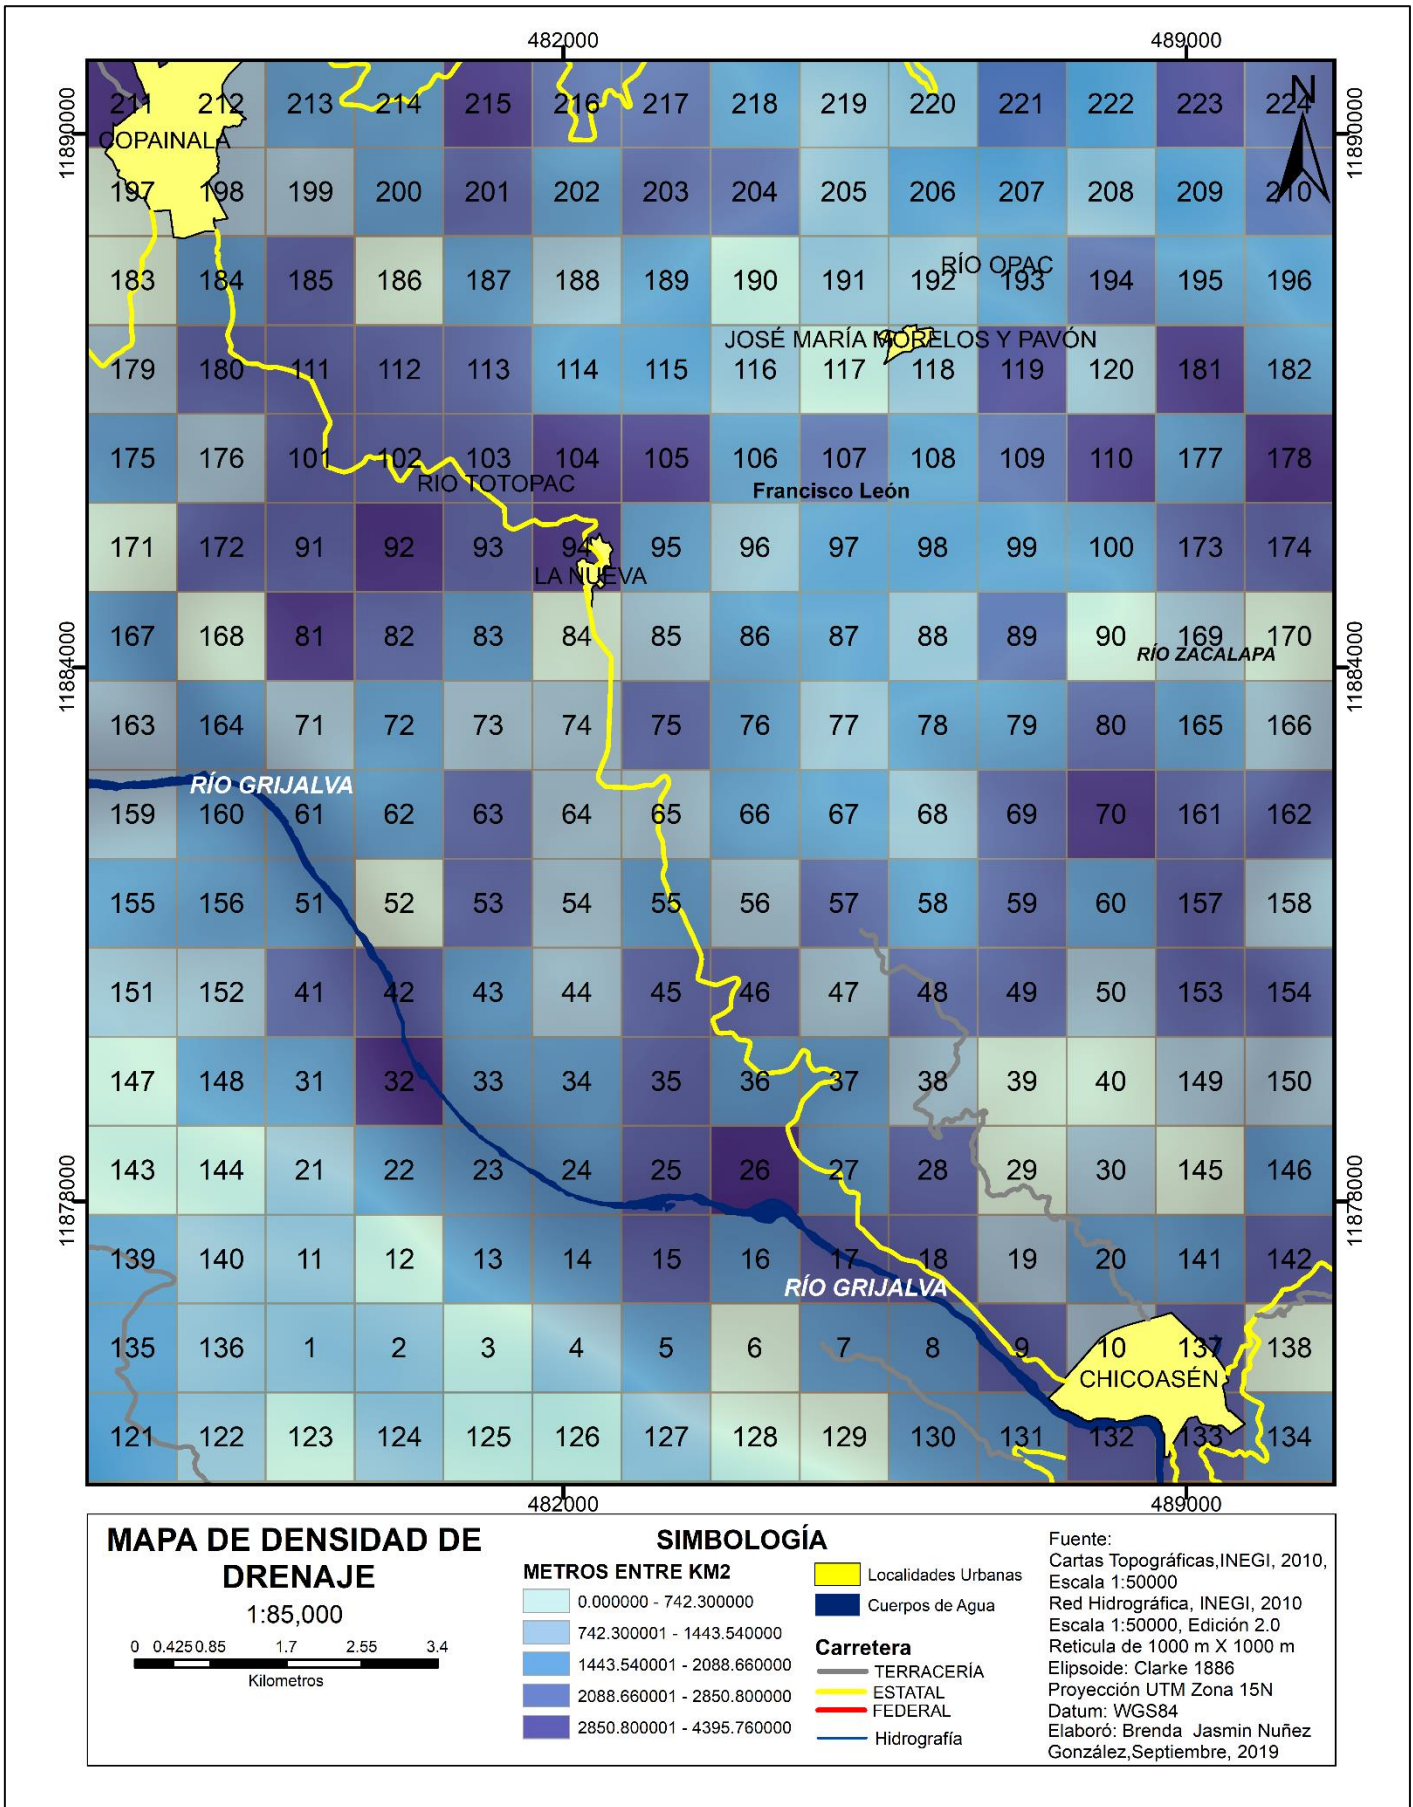 482000 489000
11890000 11890000
N
211 212 213 214 215 216 217 218 219 220 221 222 223 224
COPAINALA
197 198 199 200 201 202 203 204 205 206 207 208 209 210
RÍO OPAC
183 184 185 186 187 188 189 190 191 192 193 194 195 196
JOSÉ MARÍA MORELOS Y PAVÓN
179 180 111 112 113 114 115 116 117 118 119 120 181 182
175 176 101 102 103 104 105 106 107 108 109 110 177 178
RIO TOTOPAC
Francisco León
171 172 91 92 93 94 95 96 97 98 99 100 173 174
LA NUEVA
167 168 81 82 83 84 85 86 87 88 89 90 169 170
RÍO ZACALAPA
11884000 11884000
163 164 71 72 73 74 75 76 77 78 79 80 165 166
RÍO GRIJALVA
159 160 61 62 63 64 65 66 67 68 69 70 161 162
155 156 51 52 53 54 55 56 57 58 59 60 157 158
151 152 41 42 43 44 45 46 47 48 49 50 153 154
147 148 31 32 33 34 35 36 37 38 39 40 149 150
143 144 21 22 23 24 25 26 27 28 29 30 145 146
11878000 11878000
139 140 11 12 13 14 15 16 17 18 19 20 141 142
RÍO GRIJALVA
135 136 1 2 3 4 5 6 7 8 9 10 137 138
CHICOASÉN
121 122 123 124 125 126 127 128 129 130 131 132 133 134
482000 489000
MAPA DE DENSIDAD DE
DRENAJE
1:85,000
0 0.425 0.85 1.7 2.55 3.4
Kilometros
SIMBOLOGÍA
METROS ENTRE KM2
0.000000 - 742.300000
742.300001 - 1443.540000
1443.540001 - 2088.660000
2088.660001 - 2850.800000
2850.800001 - 4395.760000
Localidades Urbanas
Cuerpos de Agua
Carretera
TERRACERÍA
ESTATAL
FEDERAL
Hidrografía
Fuente:
Cartas Topográficas,INEGI, 2010,
Escala 1:50000
Red Hidrográfica, INEGI, 2010
Escala 1:50000, Edición 2.0
Reticula de 1000 m X 1000 m
Elipsoide: Clarke 1886
Proyección UTM Zona 15N
Datum: WGS84
Elaboró: Brenda Jasmin Nuñez
González,Septiembre, 2019